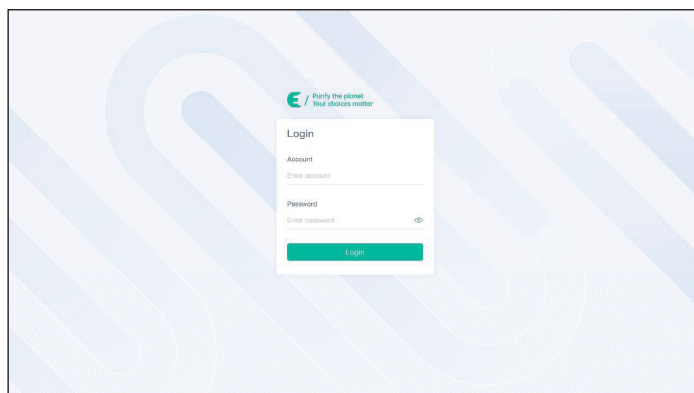 Purify the planet
Your choices matter
Login
Account
Enter account
Password
Enter password
Login